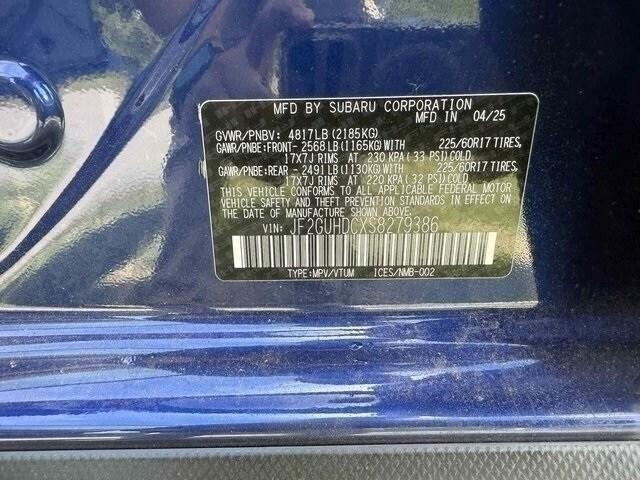 MFD BY SUBARU CORPORATION
MFD IN 04/25
GVWR/PNBV: 4817LB (2185KG)
GAWR/PNBE:FRONT- 2568LB(1165KG)WITH 225/60R17 TIRES,
17X7J RIMS AT 230 KPA ( 33 PSI)COLD.
GAWR/PNBE:REAR - 2491LB(1130KG)WITH 225/60R17 TIRES,
17X7J RIMS AT 220 KPA ( 32 PSI)COLD.
THIS VEHICLE CONFORMS TO ALL APPLICABLE FEDERAL MOTOR
VEHICLE SAFETY AND THEFT PREVENTION STANDARDS IN EFFECT
ON THE DATE OF MANUFACTURE SHOWN ABOVE.
VIN: JF2GUHDCXS8279386
TYPE:MPV/VTUM ICES/NMB-002